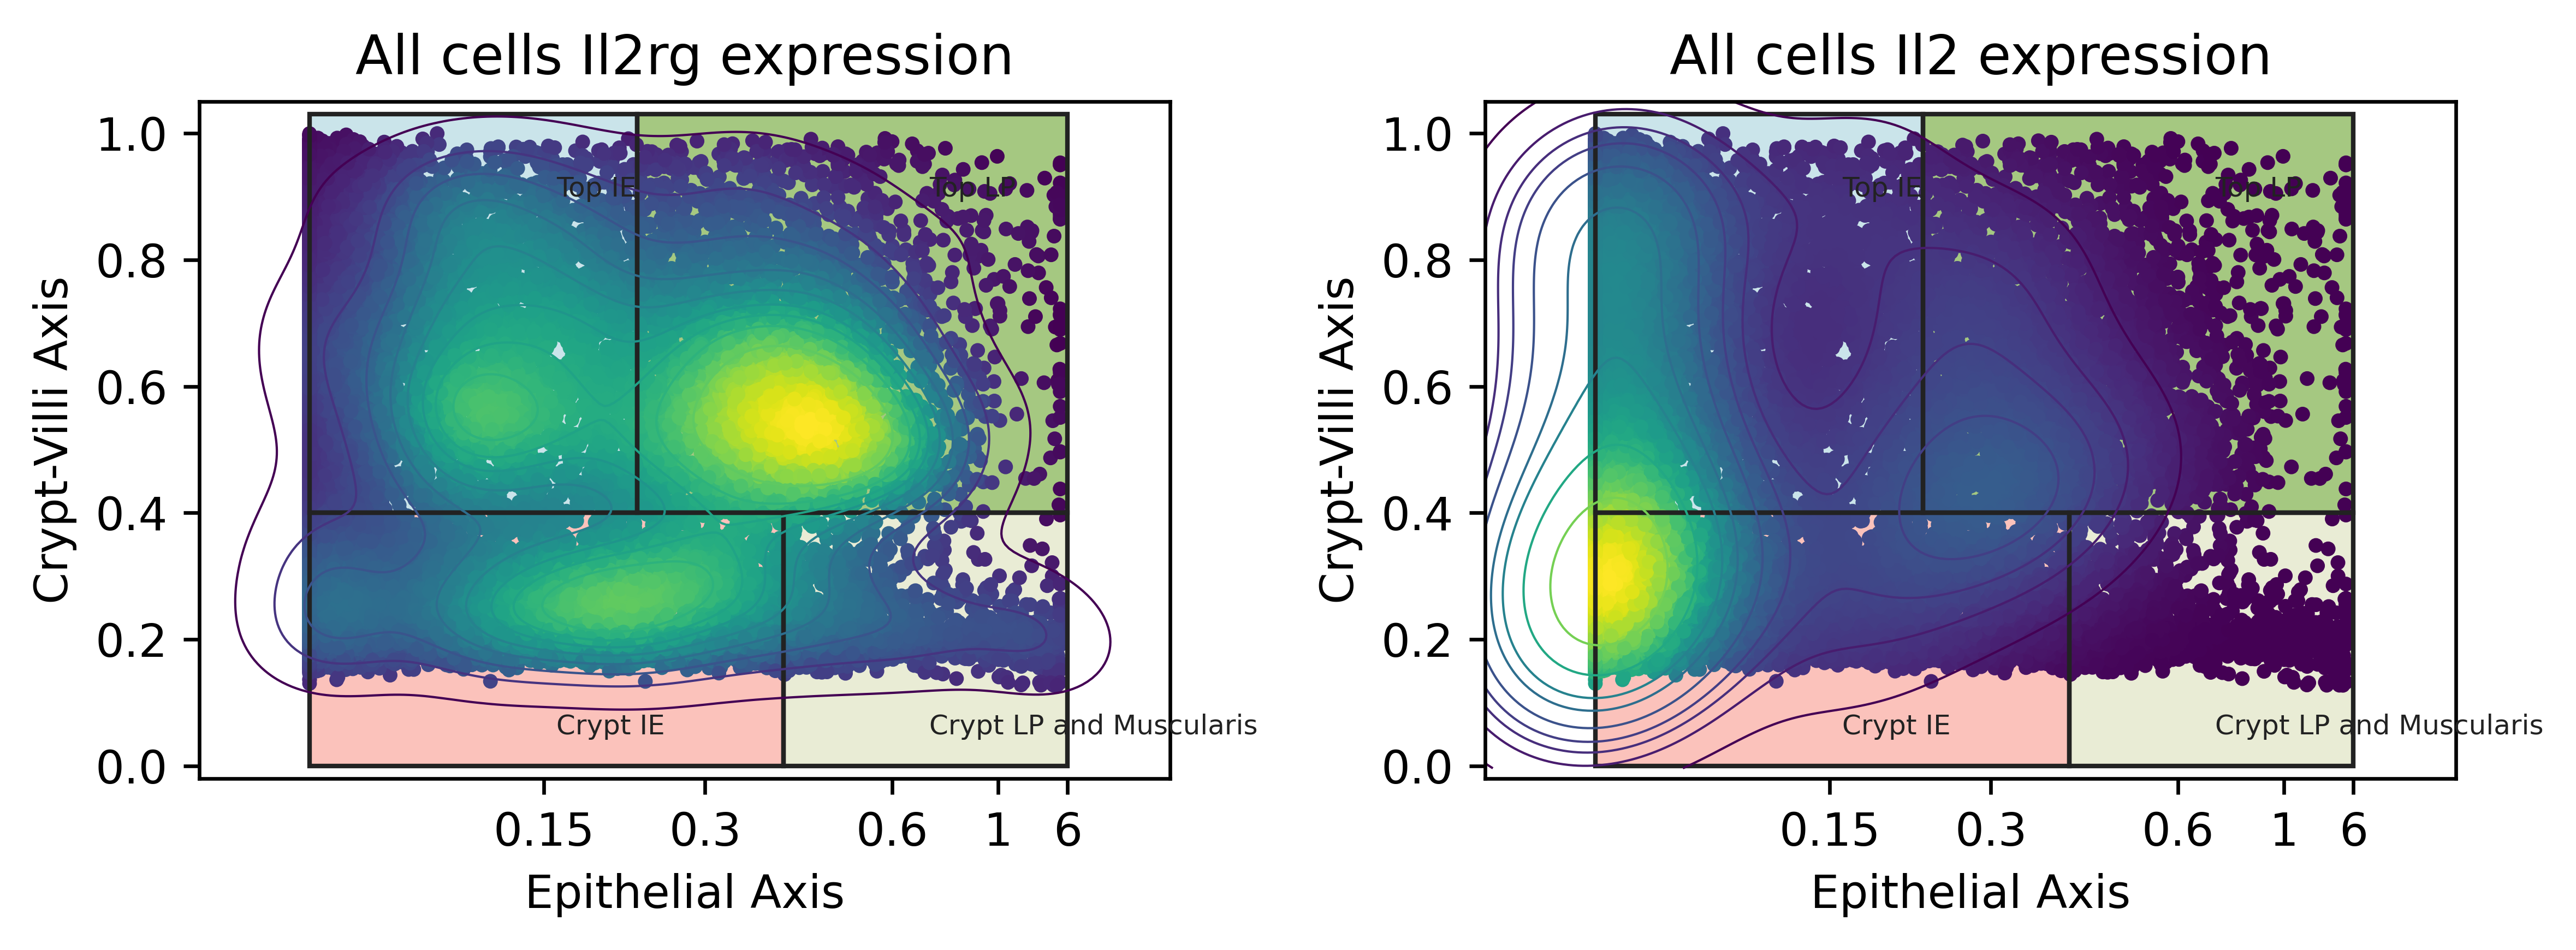 All cells Il2rg expression
Crypt-Villi Axis
1.0
0.8
0.6
0.4
0.2
0.0
Top IE
Top LP
Crypt IE
Crypt LP and Muscularis
0.15 0.3 0.6 1 6
Epithelial Axis
All cells Il2 expression
Crypt-Villi Axis
1.0
0.8
0.6
0.4
0.2
0.0
Top IE
Top LP
Crypt IE
Crypt LP and Muscularis
0.15 0.3 0.6 1 6
Epithelial Axis